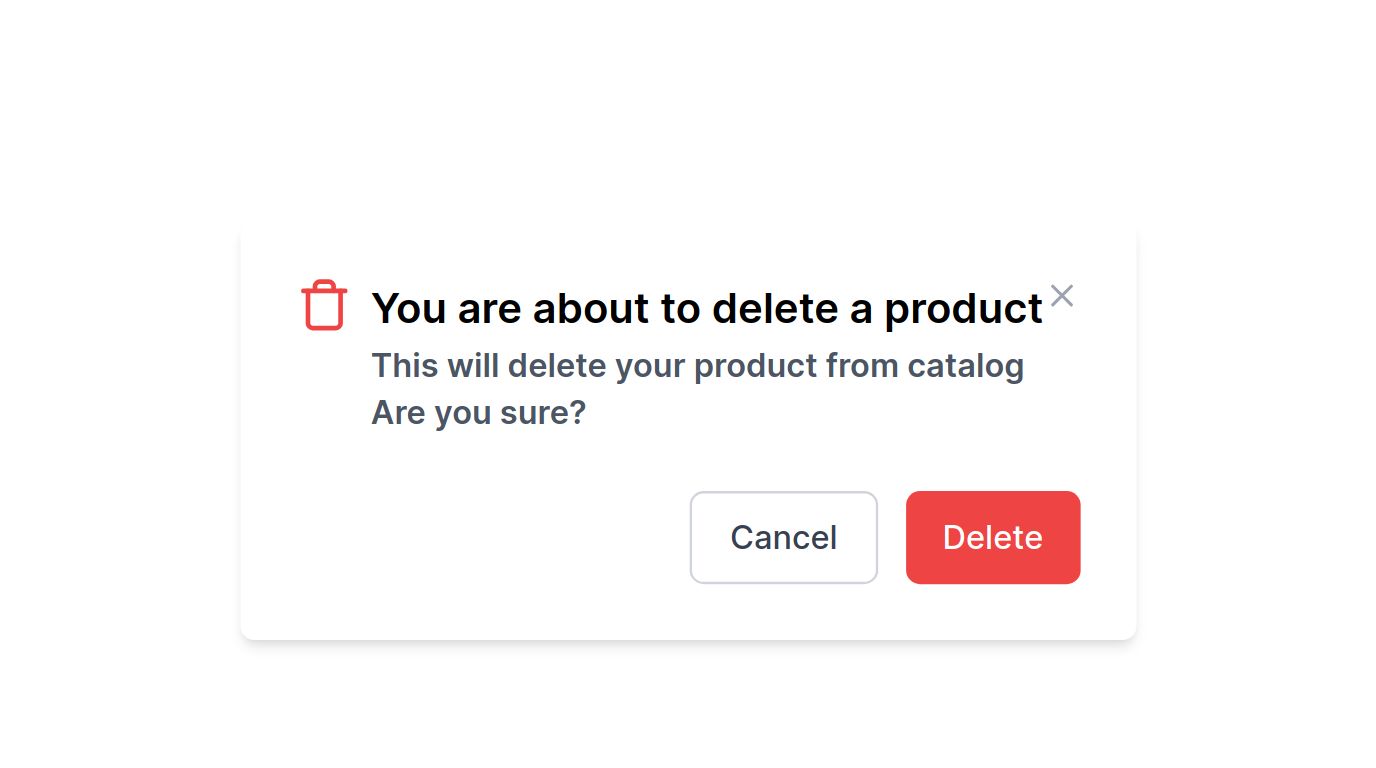 You are about to delete a product
This will delete your product from catalog
Are you sure?
Cancel
Delete